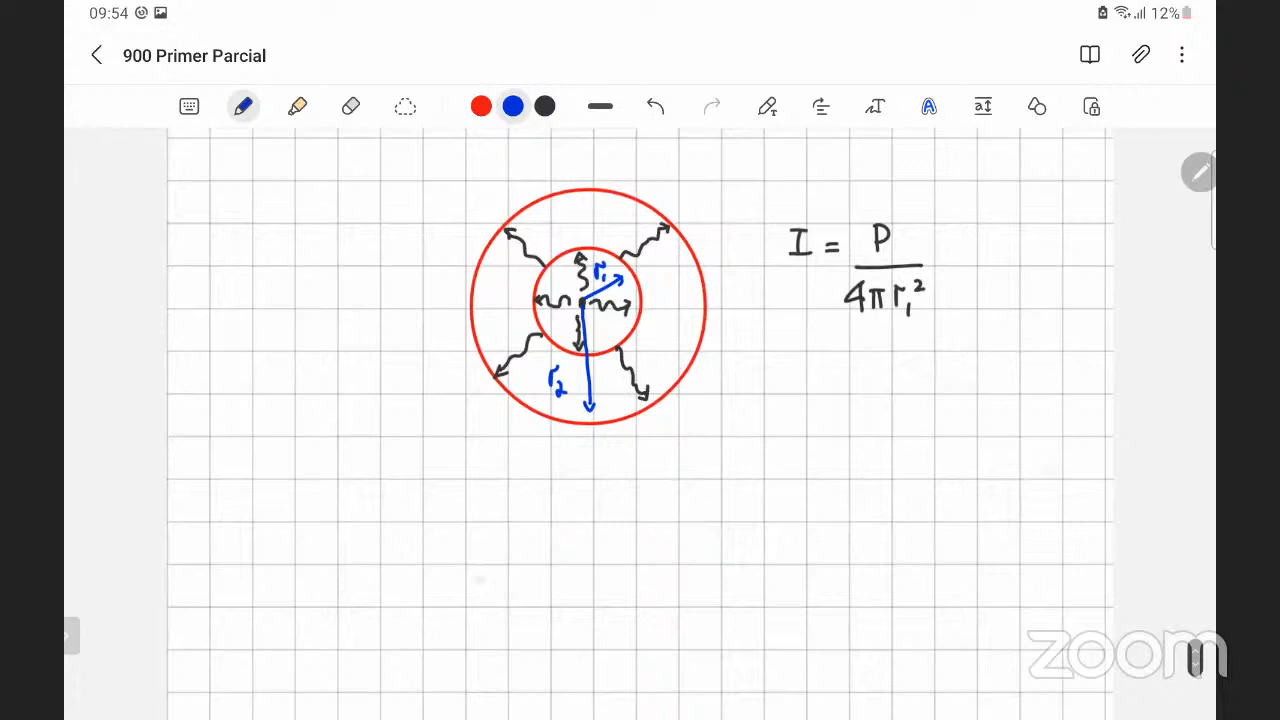 09:54
12%
900 Primer Parcial
r₁
r₂
I = P / 4πr₁²
zoom